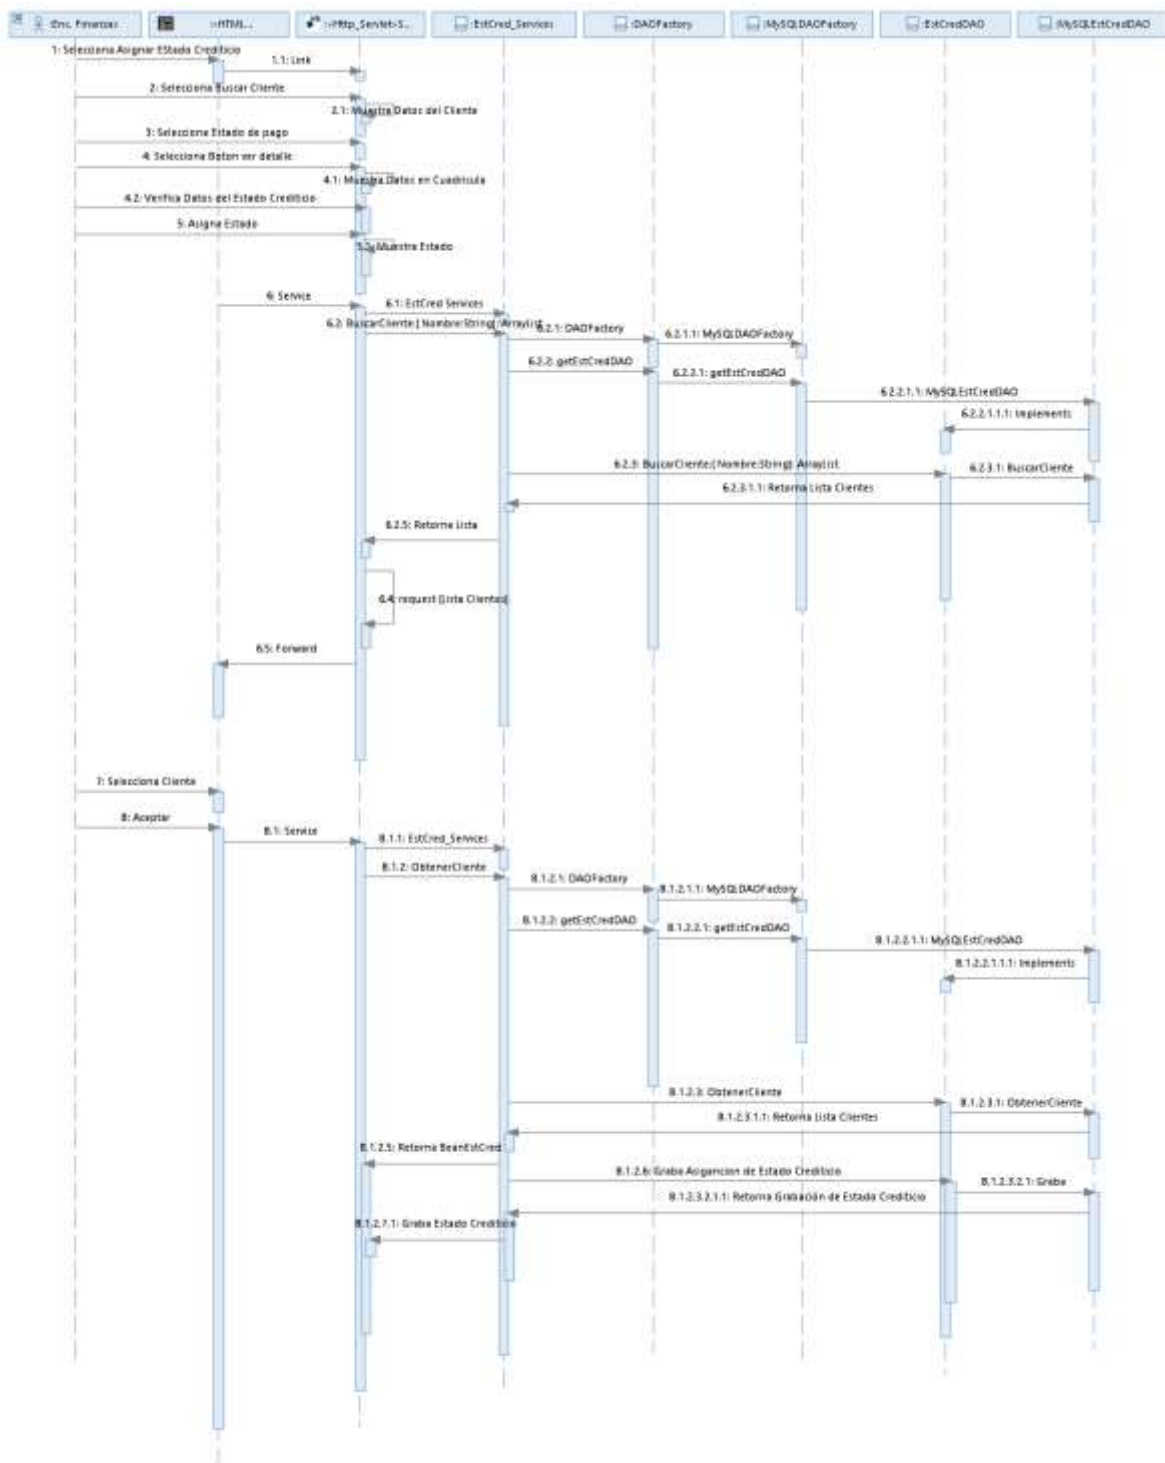 :Enc. Finanzas
:-HTML...
:-Http_Servlet>S...
:EstCred_Services
:DAOFactory
:MySQLDAOFactory
:EstCredDAO
:MySQLEstCredDAO
1: Selecciona Asignar EStado Crediticio
1.1: Link
2: Selecciona Buscar Cliente
2.1: Muestra Datos del Cliente
3: Selecciona Estado de pago
4: Selecciona Boton ver detalle
4.1: Muestra Datos en Cuadricula
4.2: Verifica Datos del Estado Crediticio
5: Asigna Estado
Muestra Estado
6: Service
6.1: EstCred Services
6.2: BuscarCliente:[ Nombre:String] :Arraylist
6.2.1: DAOFactory
6.2.1.1: MySQLDAOFactory
6.2.2: getEstCredDAO
6.2.2.1: getEstCredDAO
6.2.2.1.1: MySQLEstCredDAO
6.2.2.1.1.1: Implements
6.2.3: BuscarCliente:[ Nombre:String] :Arraylist
6.2.3.1: BuscarCliente
6.2.3.1.1: Retorna Lista Clientes
6.2.5: Retorna Lista
6.4: request [Lista Clientes]
6.5: Forward
7: Selecciona Cliente
8: Aceptar
8.1: Service
8.1.1: EstCred_Services
8.1.2: ObtenerCliente
8.1.2.1: DAOFactory
8.1.2.1.1: MySQLDAOFactory
8.1.2.2: getEstCredDAO
8.1.2.2.1: getEstCredDAO
8.1.2.2.1.1: MySQLEstCredDAO
8.1.2.2.1.1.1: Implements
8.1.2.3: ObtenerCliente
8.1.2.3.1: ObtenerCliente
8.1.2.3.1.1: Retorna Lista Clientes
8.1.2.5: Retorna BeanEstCred
8.1.2.6: Graba Asigancion de Estado Crediticio
8.1.2.3.2.1: Graba
8.1.2.3.2.1.1: Retorna Grabación de Estado Crediticio
8.1.2.7.1: Graba Estado Crediticio